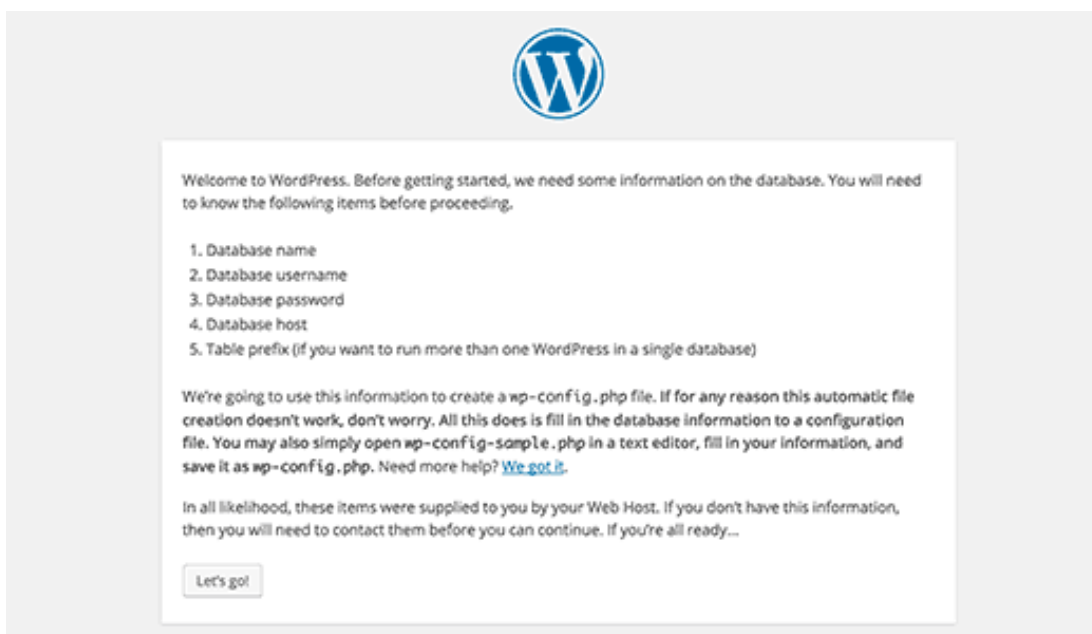 Welcome to WordPress. Before getting started, we need some information on the database. You will need
to know the following items before proceeding.
1. Database name
2. Database username
3. Database password
4. Database host
5. Table prefix (if you want to run more than one WordPress in a single database)
We're going to use this information to create a wp-config.php file. If for any reason this automatic file
creation doesn't work, don't worry. All this does is fill in the database information to a configuration
file. You may also simply open wp-config-sample.php in a text editor, fill in your information, and
save it as wp-config.php. Need more help? We got it.
In all likelihood, these items were supplied to you by your Web Host. If you don't have this information,
then you will need to contact them before you can continue. If you're all ready...
Let's go!